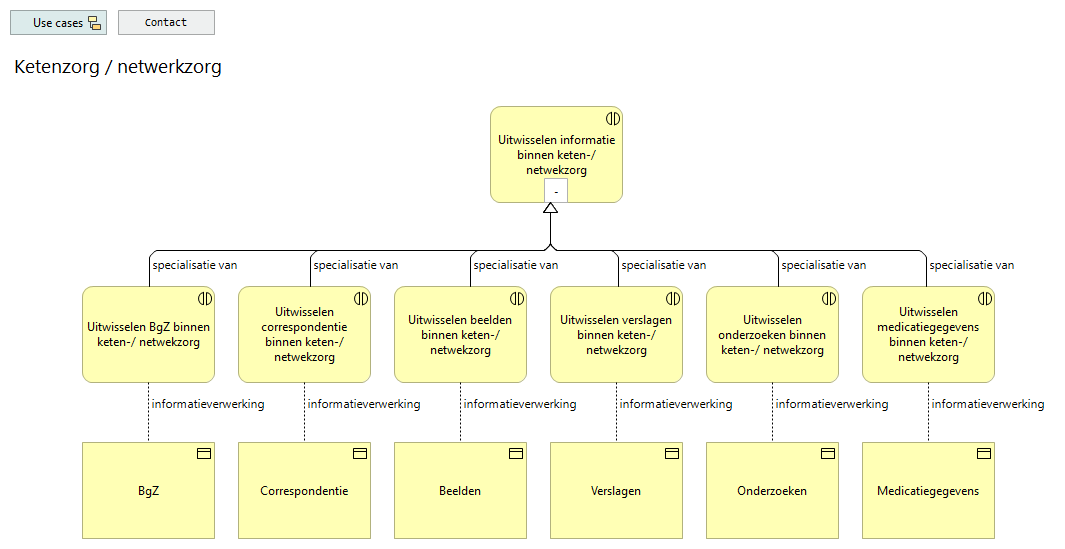 Use cases
Contact
Ketenzorg / netwerkzorg
Uitwisselen informatie
binnen keten-/
netwekzorg
-
specialisatie van
specialisatie van
specialisatie van
specialisatie van
specialisatie van
specialisatie van
Uitwisselen BgZ binnen
keten-/ netwekzorg
Uitwisselen
correspondentie
binnen keten-/
netwekzorg
Uitwisselen beelden
binnen keten-/
netwekzorg
Uitwisselen verslagen
binnen keten-/
netwekzorg
Uitwisselen
onderzoeken binnen
keten-/ netwekzorg
Uitwisselen
medicatiegegevens
binnen keten-/
netwekzorg
informatieverwerking
informatieverwerking
informatieverwerking
informatieverwerking
informatieverwerking
informatieverwerking
BgZ
Correspondentie
Beelden
Verslagen
Onderzoeken
Medicatiegegevens